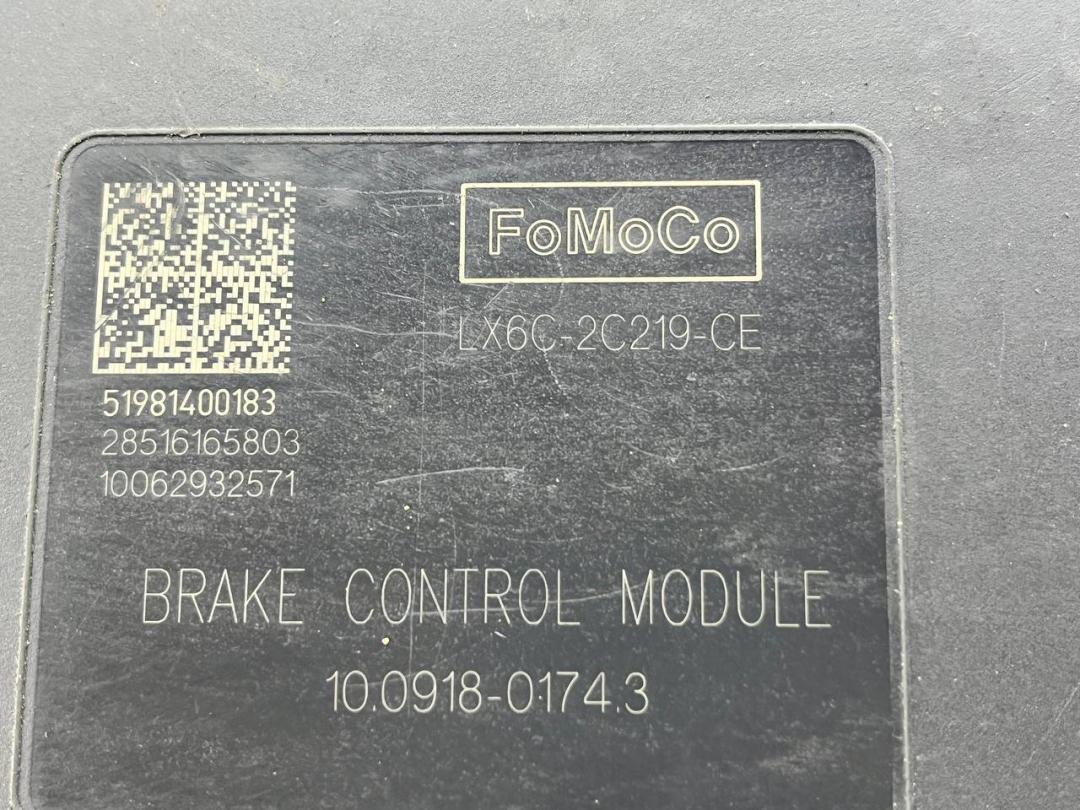 FoMoCo
LX6C-2C219-CE
51981400183
28516165803
10062932571
BRAKE CONTROL MODULE
10.0918-0174.3